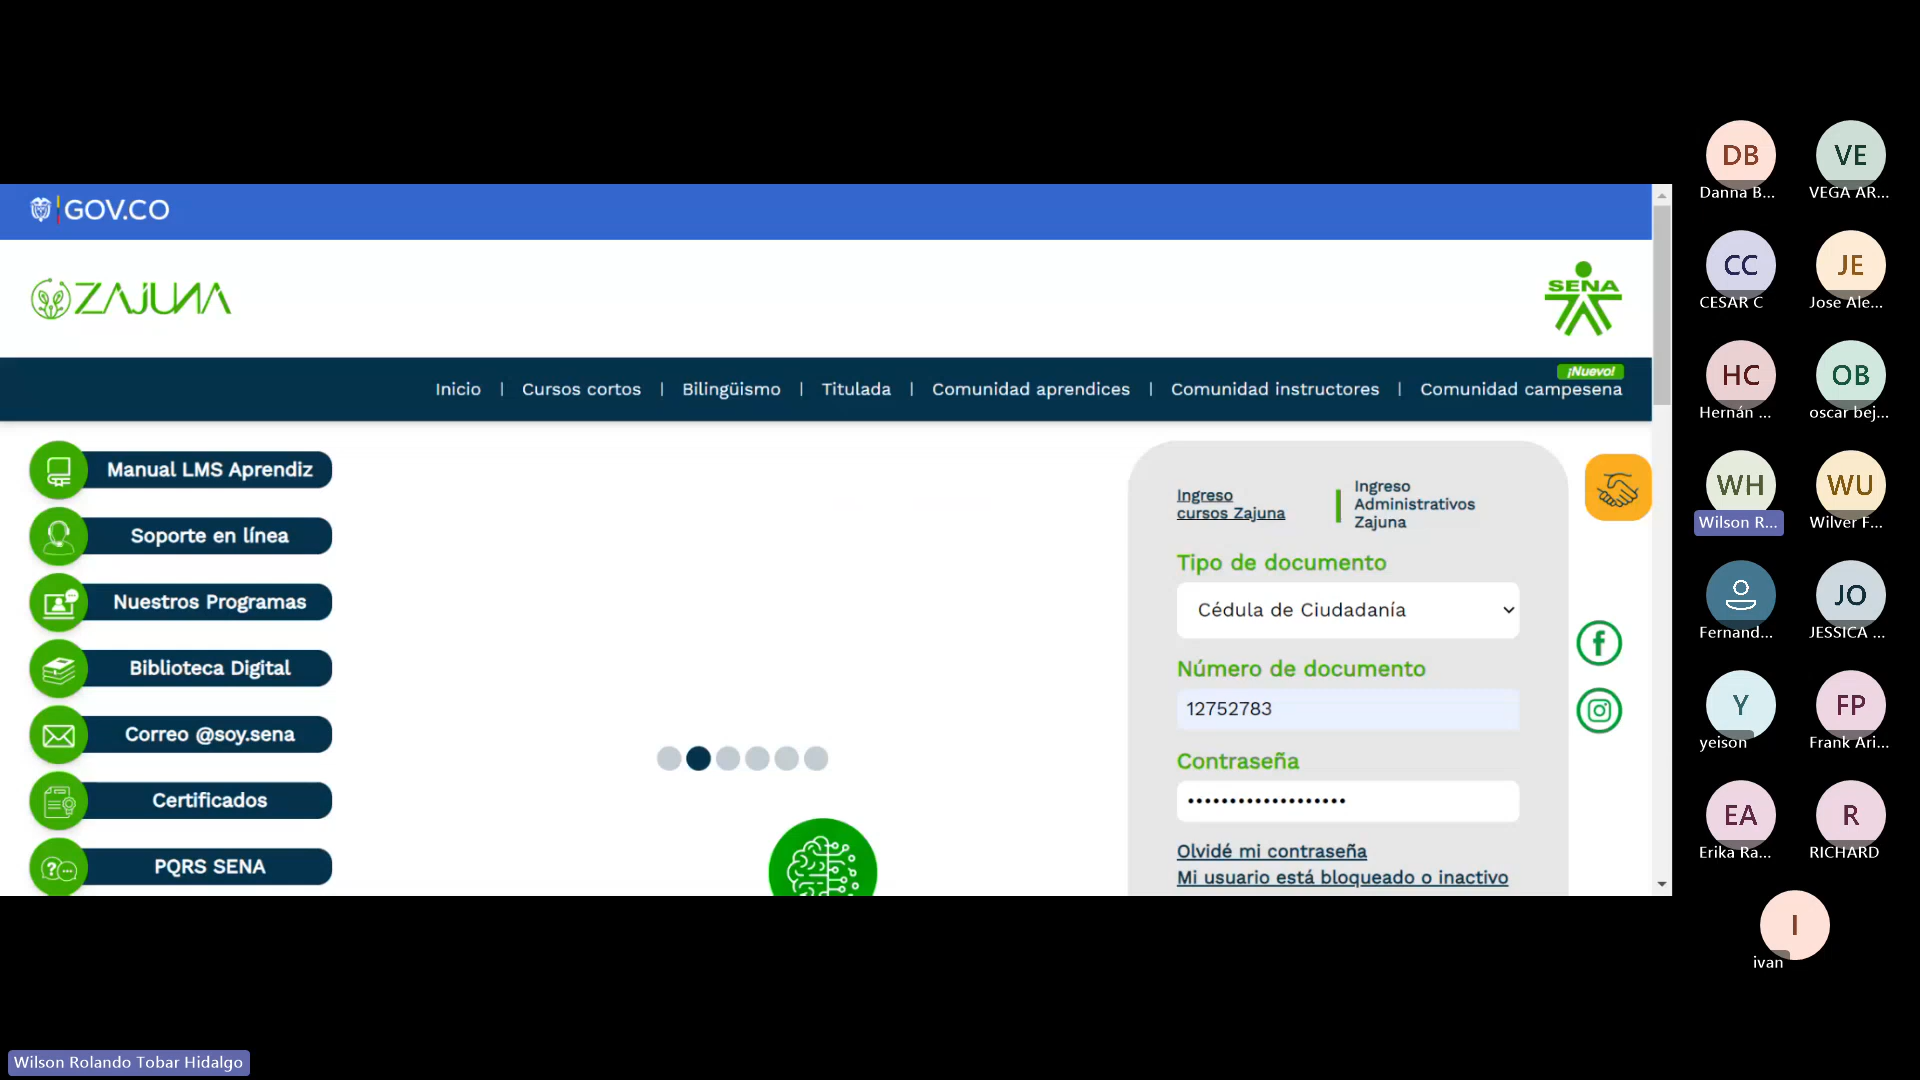 GOV.CO
ZAJUNA
SENA
¡Nuevo!
Inicio | Cursos cortos | Bilingüismo | Titulada | Comunidad aprendices | Comunidad instructores | Comunidad campesena
Manual LMS Aprendiz
Soporte en línea
Nuestros Programas
Biblioteca Digital
Correo @soy.sena
Certificados
PQRS SENA
Ingreso
cursos Zajuna
Ingreso
Administrativos
Zajuna
Tipo de documento
Cédula de Ciudadanía
Número de documento
12752783
Contraseña
•••••••••••••••••••
Olvidé mi contraseña
Mi usuario está bloqueado o inactivo
DB
Danna B...
VE
VEGA AR...
CC
CESAR C
JE
Jose Ale...
HC
Hernán ...
OB
oscar bej...
WH
Wilson R...
WU
Wilver F...
Fernand...
JO
JESSICA ...
Y
yeison
FP
Frank Ari...
EA
Erika Ra...
R
RICHARD
I
ivan
Wilson Rolando Tobar Hidalgo